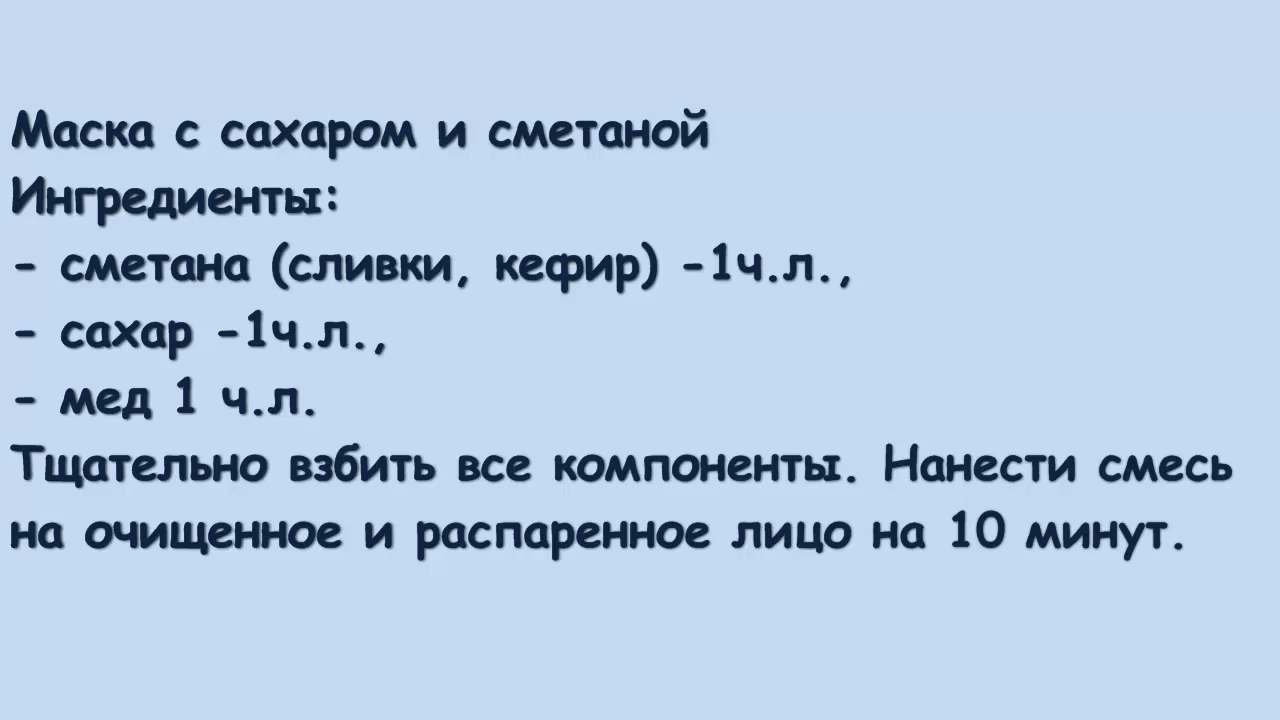 Маска с сахаром и сметаной
Ингредиенты:
- сметана (сливки, кефир) -1ч.л.,
- сахар -1ч.л.,
- мед 1 ч.л.
Тщательно взбить все компоненты. Нанести смесь
на очищенное и распаренное лицо на 10 минут.